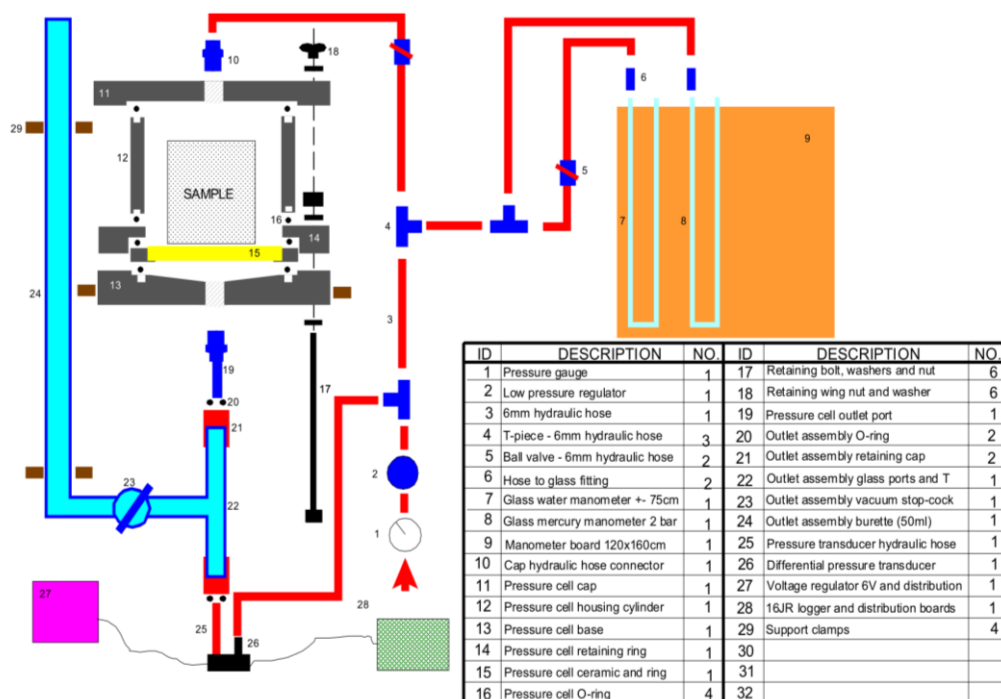 10
18
11
29
6
9
12
SAMPLE
5
16
4
7
8
14
15
13
24
3
19
17
20
21
23
2
22
1
27
28
25
26
ID DESCRIPTION NO. ID DESCRIPTION NO.
1 Pressure gauge 1 17 Retaining bolt, washers and nut 6
2 Low pressure regulator 1 18 Retaining wing nut and washer 6
3 6mm hydraulic hose 1 19 Pressure cell outlet port 1
4 T-piece - 6mm hydraulic hose 3 20 Outlet assembly O-ring 2
5 Ball valve - 6mm hydraulic hose 2 21 Outlet assembly retaining cap 2
6 Hose to glass fitting 2 22 Outlet assembly glass ports and T 1
7 Glass water manometer +- 75cm 1 23 Outlet assembly vacuum stop-cock 1
8 Glass mercury manometer 2 bar 1 24 Outlet assembly burette (50ml) 1
9 Manometer board 120x160cm 1 25 Pressure transducer hydraulic hose 1
10 Cap hydraulic hose connector 1 26 Differential pressure transducer 1
11 Pressure cell cap 1 27 Voltage regulator 6V and distribution 1
12 Pressure cell housing cylinder 1 28 16JR logger and distribution boards 1
13 Pressure cell base 1 29 Support clamps 4
14 Pressure cell retaining ring 1 30
15 Pressure cell ceramic and ring 1 31
16 Pressure cell O-ring 4 32